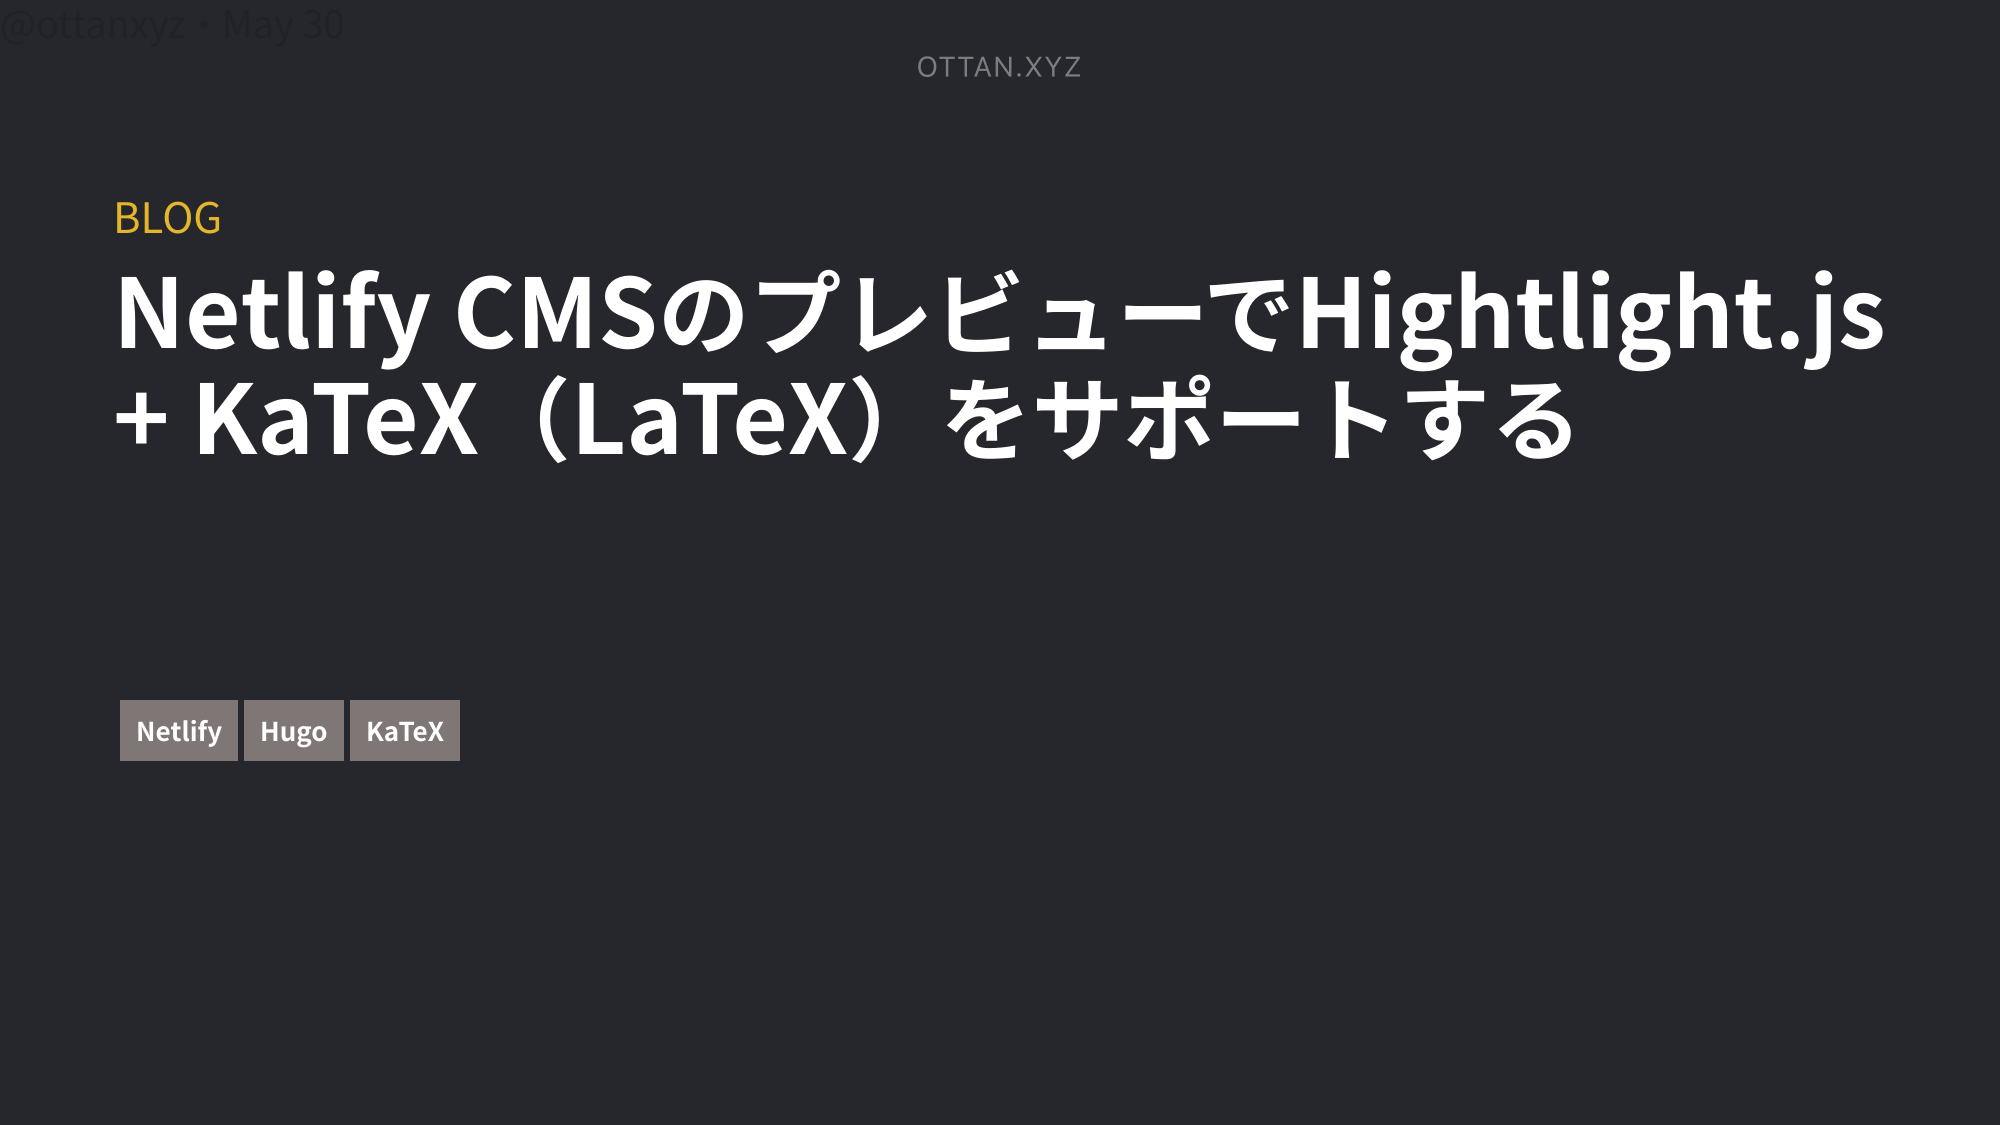 @ottanxyz・May 30
OTTAN.XYZ
BLOG
Netlify CMSのプレビューでHightlight.js
+ KaTeX（LaTeX）をサポートする
Netlify Hugo KaTeX